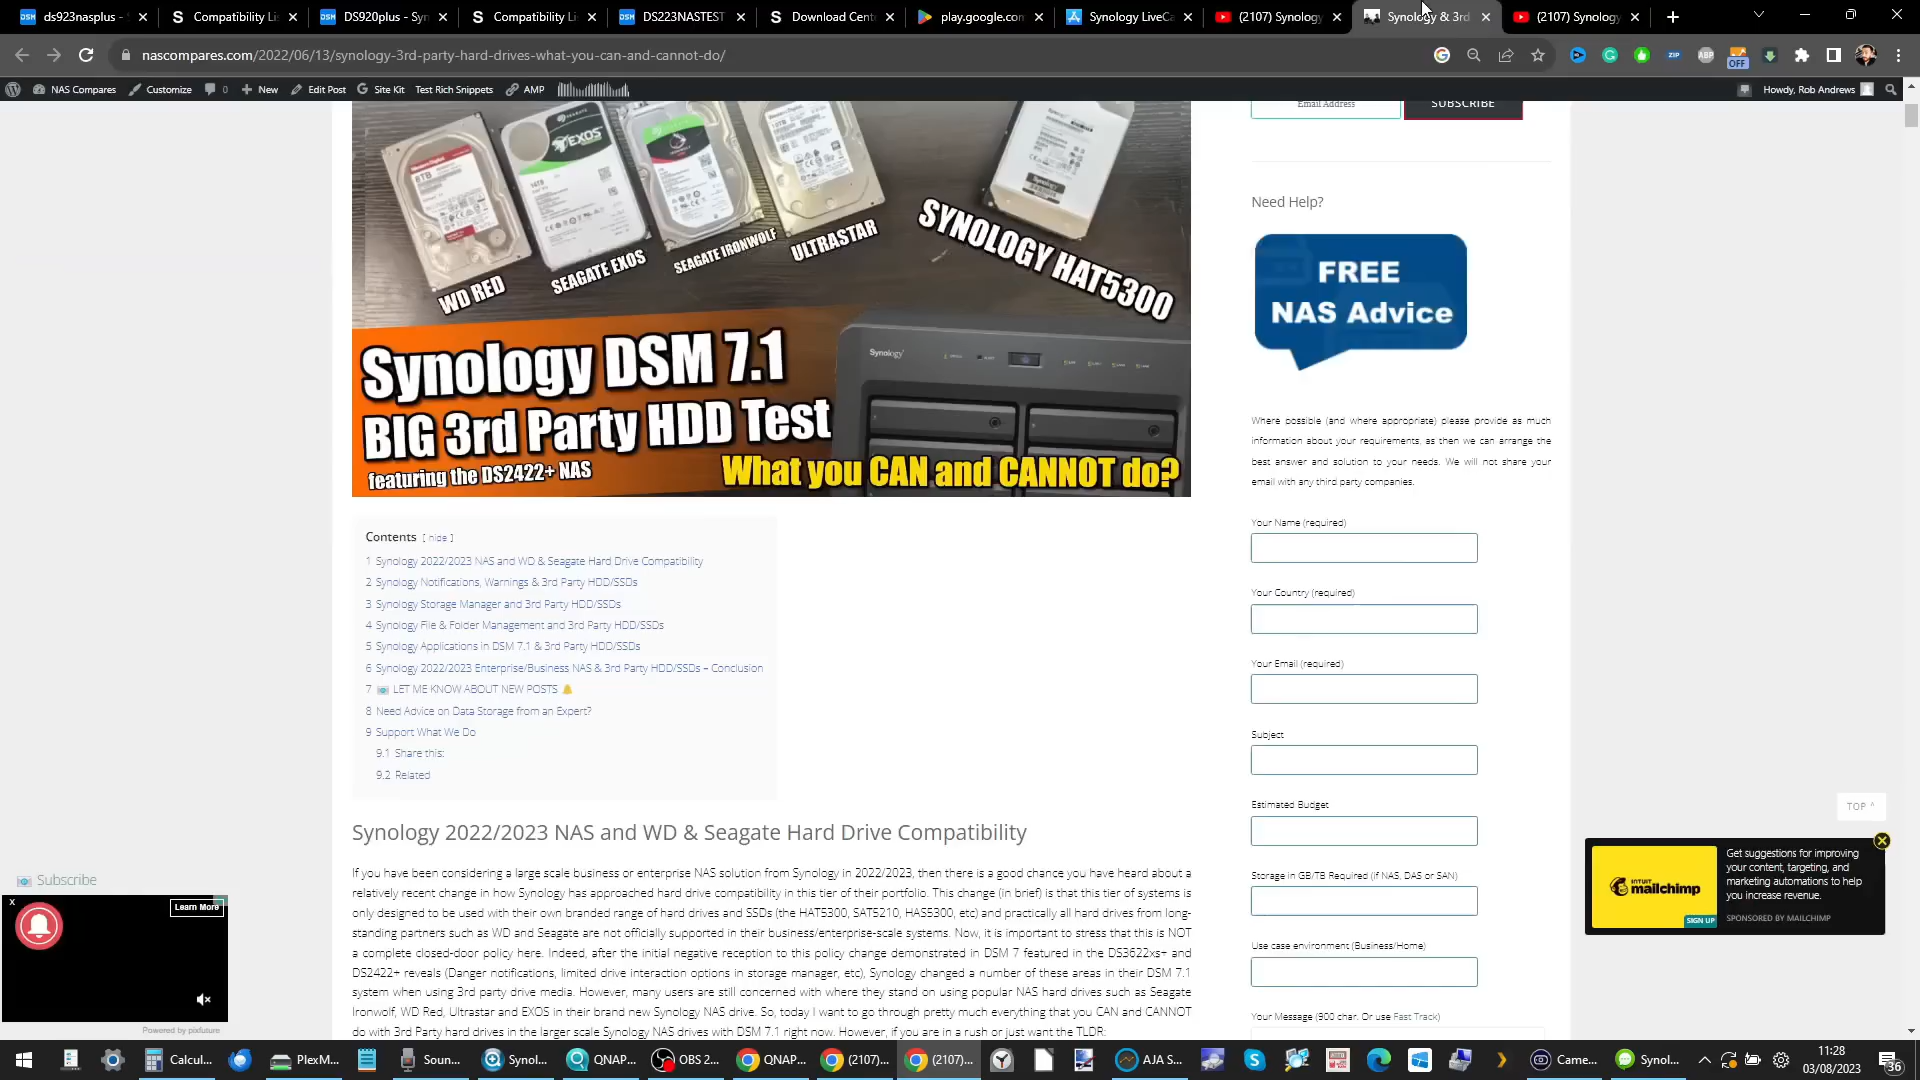 ds923nasplus -
Compatibility Li
DS920plus - Syn
Compatibility Li
DS223NASTEST
Download Cent
play.google.con
Synology LiveCa
(2107) Synology
Synology & 3rd
(2107) Synology
nascompares.com/2022/06/13/synology-3rd-party-hard-drives-what-you-can-and-cannot-do/
ZIP
ABP
OFF
NAS Compares
Customize
0
New
Edit Post
Site Kit
Test Rich Snippets
AMP
Howdy, Rob Andrews
WD RED
SEAGATE EXOS
SEAGATE IRONWOLF
ULTRASTAR
SYNOLOGY HAT5300
8TB
EXOS
Synology
Synology DSM 7.1
BIG 3rd Party HDD Test
featuring the DS2422+ NAS
What you CAN and CANNOT do?
Contents [ hide ]
1 Synology 2022/2023 NAS and WD & Seagate Hard Drive Compatibility
2 Synology Notifications, Warnings & 3rd Party HDD/SSDs
3 Synology Storage Manager and 3rd Party HDD/SSDs
4 Synology File & Folder Management and 3rd Party HDD/SSDs
5 Synology Applications in DSM 7.1 & 3rd Party HDD/SSDs
6 Synology 2022/2023 Enterprise/Business NAS & 3rd Party HDD/SSDs – Conclusion
7 📧 LET ME KNOW ABOUT NEW POSTS 🔔
8 Need Advice on Data Storage from an Expert?
9 Support What We Do
9.1 Share this:
9.2 Related
Synology 2022/2023 NAS and WD & Seagate Hard Drive Compatibility
If you have been considering a large scale business or enterprise NAS solution from Synology in 2022/2023, then there is a good chance you have heard about a
relatively recent change in how Synology has approached hard drive compatibility in this tier of their portfolio. This change (in brief) is that this tier of systems is
only designed to be used with their own branded range of hard drives and SSDs (the HAT5300, SAT5210, HAS5300, etc) and practically all hard drives from long-
standing partners such as WD and Seagate are not officially supported in their business/enterprise-scale systems. Now, it is important to stress that this is NOT
a complete closed-door policy here. Indeed, after the initial negative reception to this policy change demonstrated in DSM 7 featured in the DS3622xs+ and
DS2422+ reveals (Danger notifications, limited drive interaction options in storage manager, etc), Synology changed a number of these areas in their DSM 7.1
system when using 3rd party drive media. However, many users are still concerned with where they stand on using popular NAS hard drives such as Seagate
Ironwolf, WD Red, Ultrastar and EXOS in their brand new Synology NAS drive. So, today I want to go through pretty much everything that you CAN and CANNOT
do with 3rd Party hard drives in the larger scale Synology NAS drives with DSM 7.1 right now. However, if you are in a rush or just want the TLDR:
Email Address
SUBSCRIBE
Need Help?
FREE
NAS Advice
Where possible (and where appropriate) please provide as much
information about your requirements, as then we can arrange the
best answer and solution to your needs. We will not share your
email with any third party companies.
Your Name (required)
Your Country (required)
Your Email (required)
Subject
Estimated Budget
Storage in GB/TB Required (if NAS, DAS or SAN)
Use case environment (Business/Home)
Your Message (900 char. Or use Fast Track)
TOP ^
INTUIT
mailchimp
SIGN UP
Get suggestions for improving
your content, targeting, and
marketing automations to help
you increase revenue.
SPONSORED BY MAILCHIMP
📧 Subscribe
x
Learn More
Powered by pixfuture
Calcul...
PlexM...
Soun...
Synol...
QNAP...
OBS 2...
QNAP...
(2107)...
(2107)...
AJA S...
Came...
Synol...
11:28
03/08/2023
36